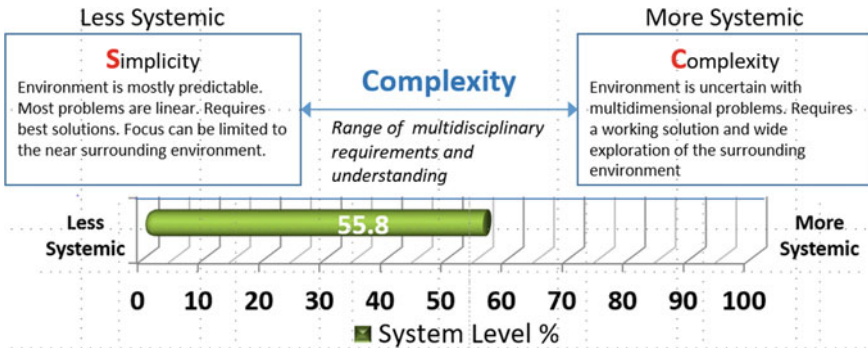 Less Systemic
More Systemic
Simplicity
Environment is mostly predictable.
Most problems are linear. Requires
best solutions. Focus can be limited to
the near surrounding environment.
Complexity
Range of multidisciplinary
requirements and
understanding
Complexity
Environment is uncertain with
multidimensional problems. Requires
a working solution and wide
exploration of the surrounding
environment
Less
Systemic
55.8
More
Systemic
0 10 20 30 40 50 60 70 80 90 100
System Level %